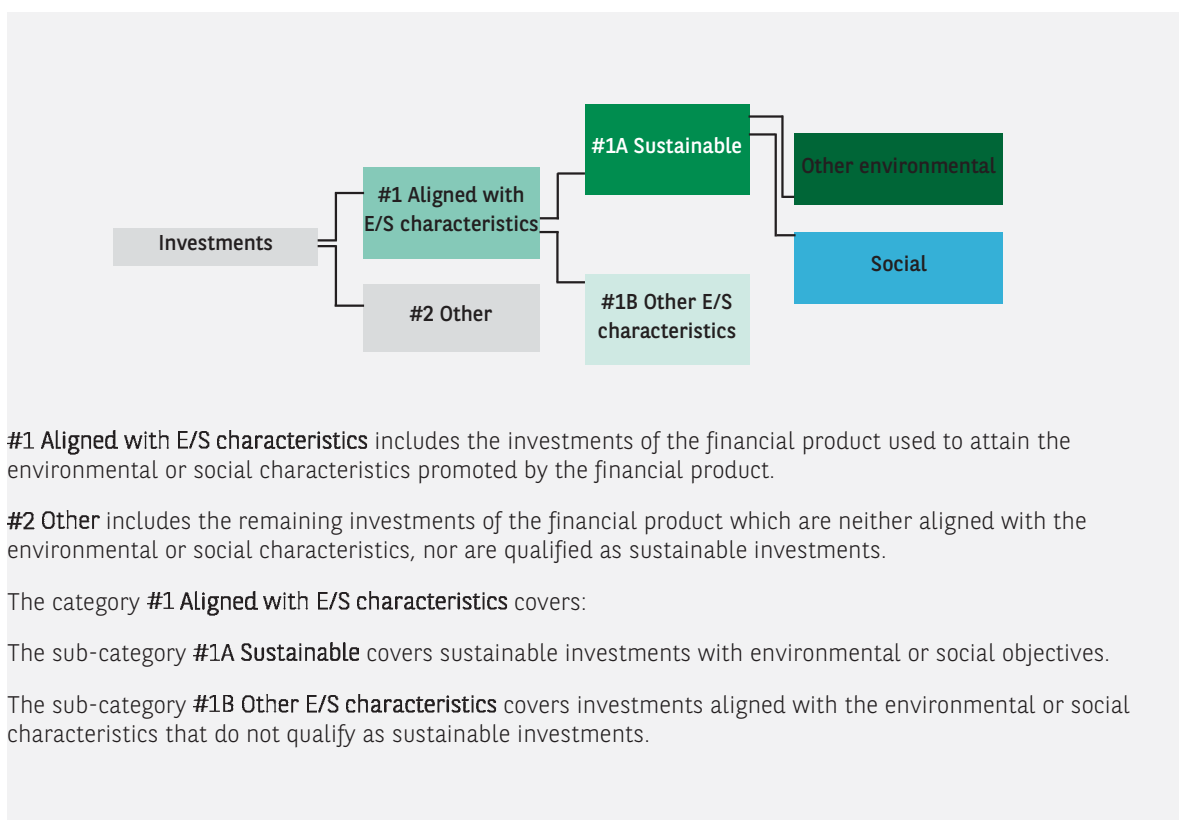 #1A Sustainable
Other environmental
#1 Aligned with
E/S characteristics
Investments
Social
#2 Other
#1B Other E/S
characteristics
#1 Aligned with E/S characteristics includes the investments of the financial product used to attain the
environmental or social characteristics promoted by the financial product.
#2 Other includes the remaining investments of the financial product which are neither aligned with the
environmental or social characteristics, nor are qualified as sustainable investments.
The category #1 Aligned with E/S characteristics covers:
The sub-category #1A Sustainable covers sustainable investments with environmental or social objectives.
The sub-category #1B Other E/S characteristics covers investments aligned with the environmental or social
characteristics that do not qualify as sustainable investments.